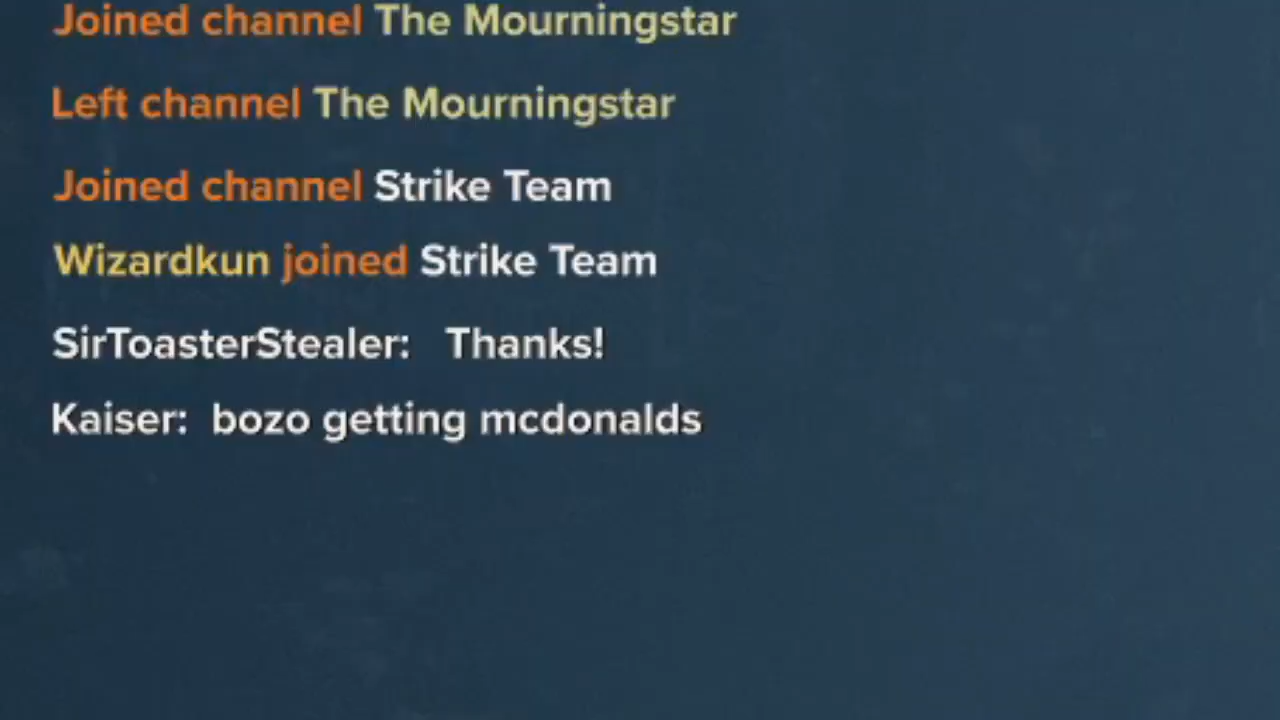 Joined channel The Mourningstar
Left channel The Mourningstar
Joined channel Strike Team
Wizardkun joined Strike Team
SirToasterStealer: Thanks!
Kaiser: bozo getting mcdonalds